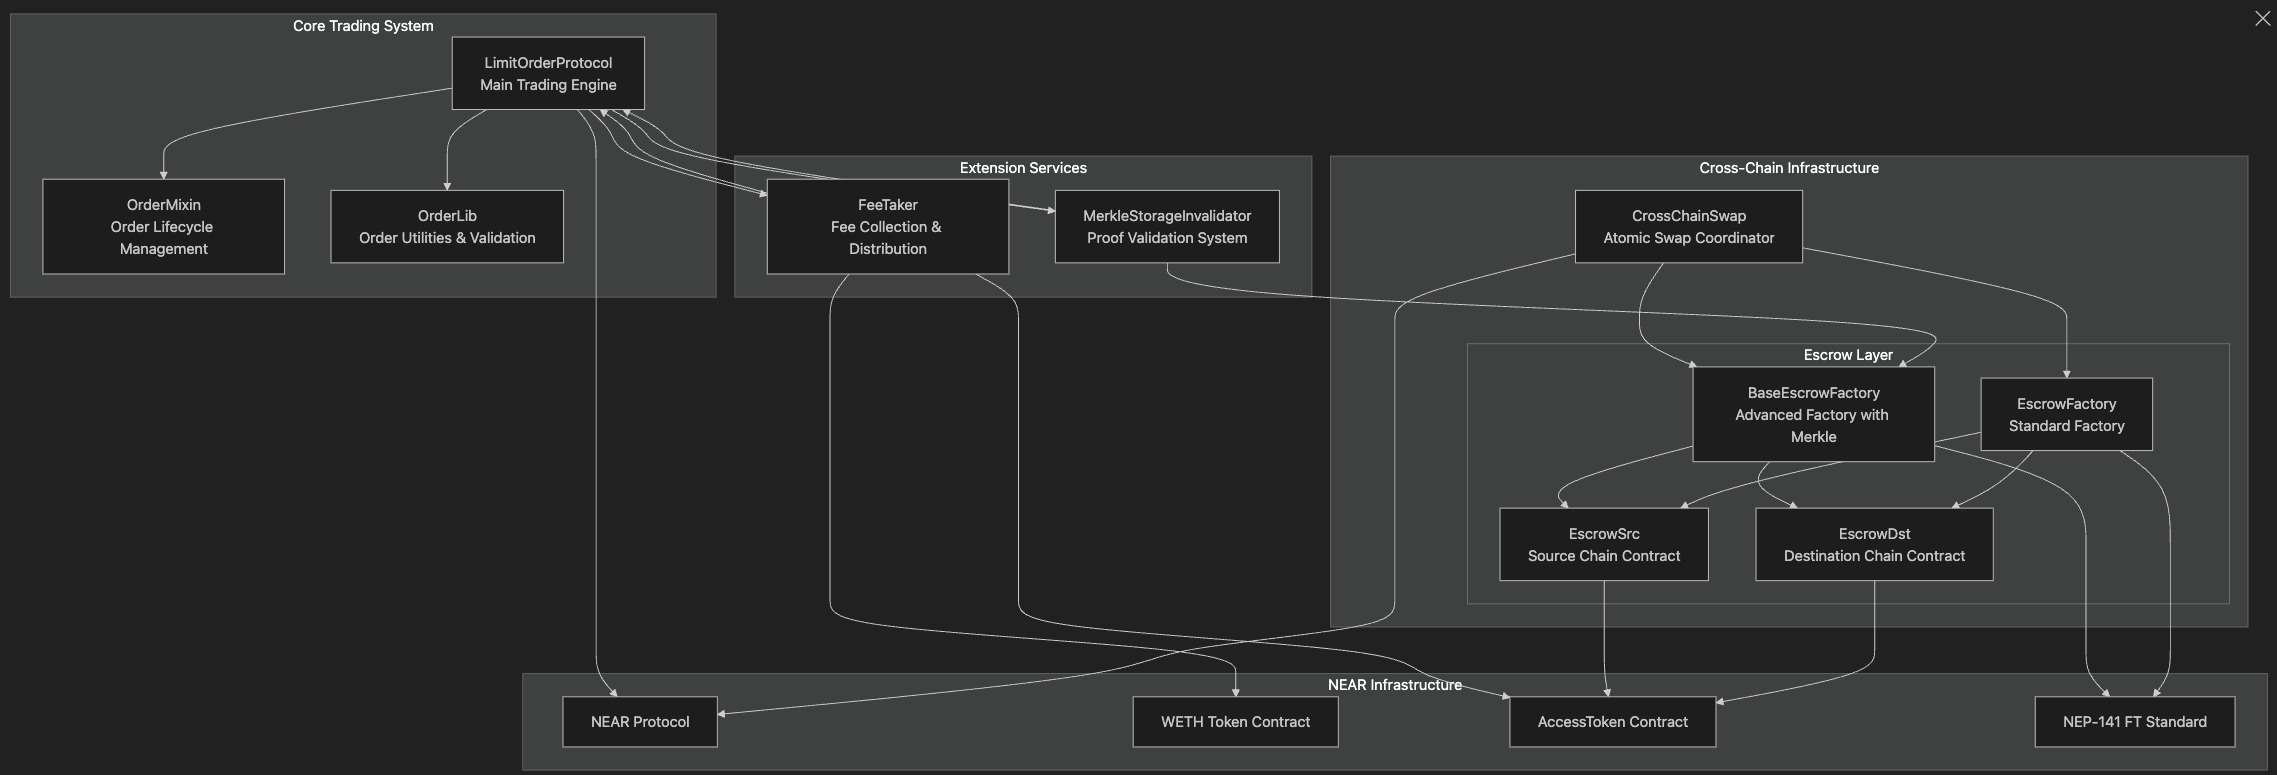 Core Trading System
LimitOrderProtocol
Main Trading Engine
OrderMixin
Order Lifecycle
Management
OrderLib
Order Utilities & Validation
Extension Services
FeeTaker
Fee Collection &
Distribution
MerkleStorageInvalidator
Proof Validation System
Cross-Chain Infrastructure
CrossChainSwap
Atomic Swap Coordinator
Escrow Layer
BaseEscrowFactory
Advanced Factory with
Merkle
EscrowFactory
Standard Factory
EscrowSrc
Source Chain Contract
EscrowDst
Destination Chain Contract
NEAR Infrastructure
NEAR Protocol
WETH Token Contract
AccessToken Contract
NEP-141 FT Standard